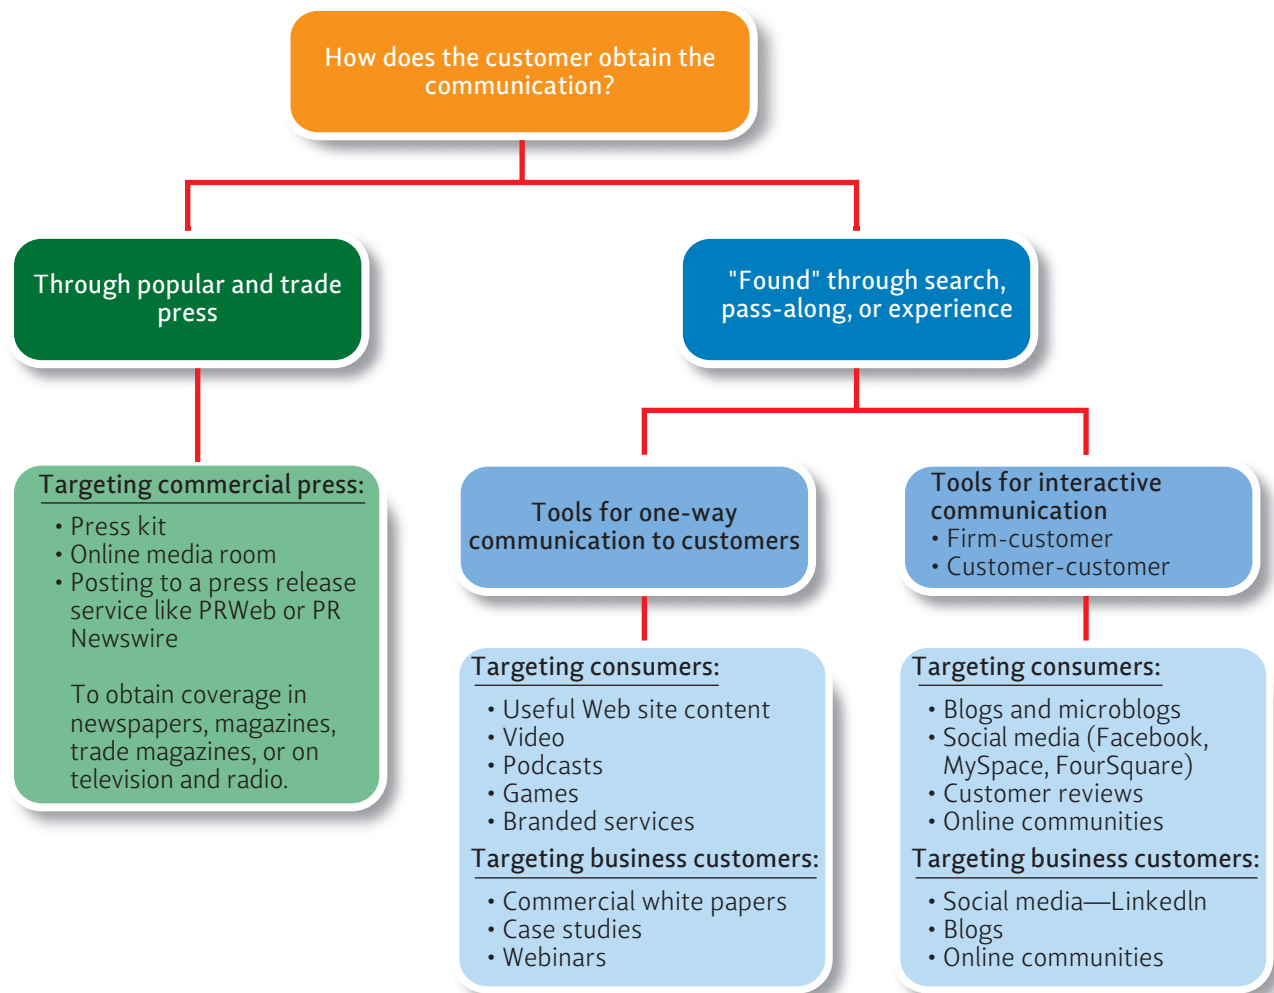 How does the customer obtain the
communication?
Through popular and trade
press
"Found" through search,
pass-along, or experience
Targeting commercial press:
• Press kit
• Online media room
• Posting to a press release
service like PRWeb or PR
Newswire
To obtain coverage in
newspapers, magazines,
trade magazines, or on
television and radio.
Tools for one-way
communication to customers
Tools for interactive
communication
• Firm-customer
• Customer-customer
Targeting consumers:
• Useful Web site content
• Video
• Podcasts
• Games
• Branded services
Targeting business customers:
• Commercial white papers
• Case studies
• Webinars
Targeting consumers:
• Blogs and microblogs
• Social media (Facebook,
MySpace, FourSquare)
• Customer reviews
• Online communities
Targeting business customers:
• Social media—LinkedIn
• Blogs
• Online communities